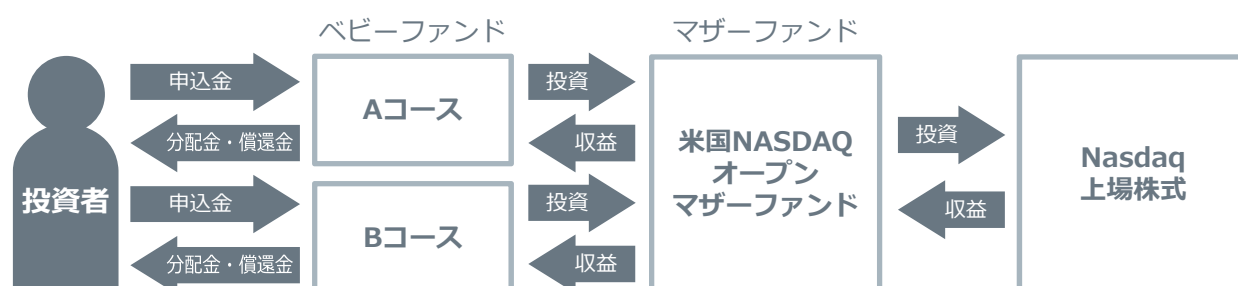 ベビーファンド
マザーファンド
投資者
申込金
分配金・償還金
申込金
分配金・償還金
Aコース
Bコース
投資
収益
投資
収益
米国NASDAQ
オープン
マザーファンド
投資
収益
Nasdaq
上場株式